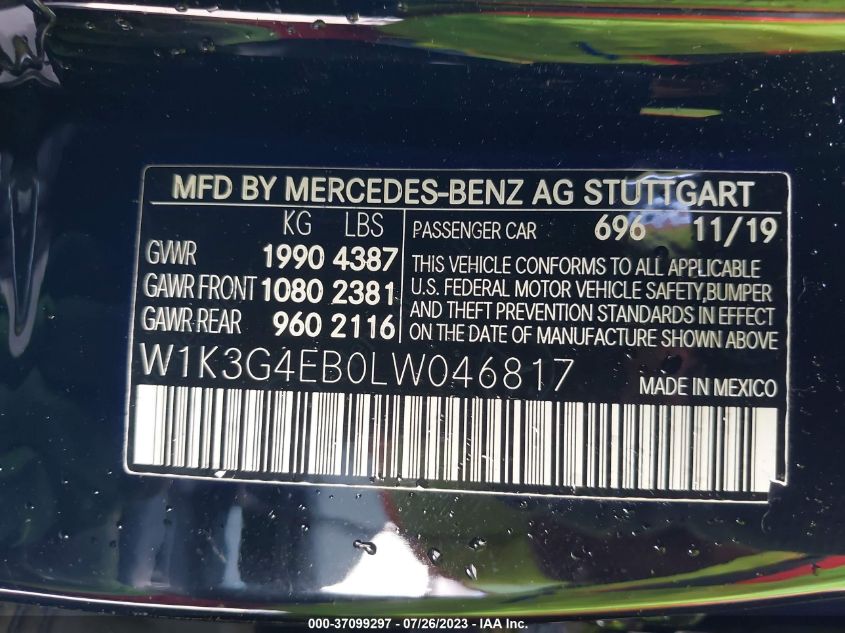 MFD BY MERCEDES-BENZ AG STUTTGART
KG LBS
GVWR 1990 4387
GAWR FRONT 1080 2381
GAWR REAR 960 2116
PASSENGER CAR 696 11/19
THIS VEHICLE CONFORMS TO ALL APPLICABLE
U.S. FEDERAL MOTOR VEHICLE SAFETY,BUMPER
AND THEFT PREVENTION STANDARDS IN EFFECT
ON THE DATE OF MANUFACTURE SHOWN ABOVE
W1K3G4EB0LW046817
MADE IN MEXICO
000-37099297 - 07/26/2023 - IAA Inc.